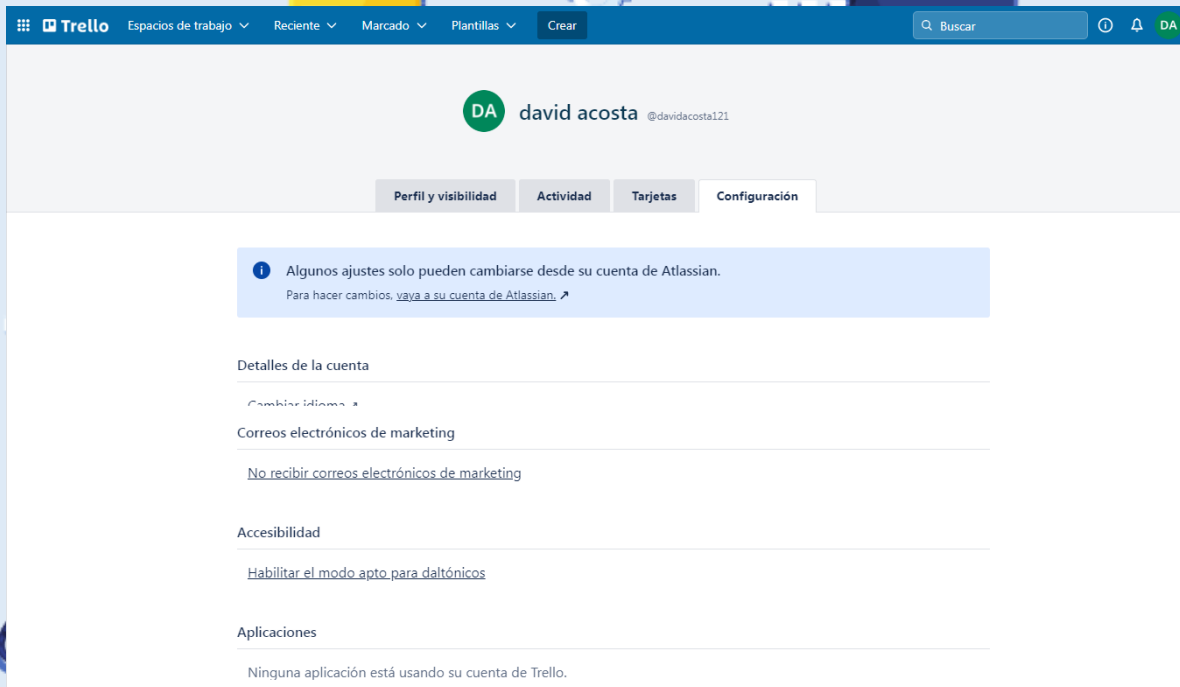 Trello Espacios de trabajo Reciente Marcado Plantillas Crear Buscar DA
DA david acosta @davidacosta121
Perfil y visibilidad Actividad Tarjetas Configuración
Algunos ajustes solo pueden cambiarse desde su cuenta de Atlassian.
Para hacer cambios, vaya a su cuenta de Atlassian.
Detalles de la cuenta
Cambiar idioma
Correos electrónicos de marketing
No recibir correos electrónicos de marketing
Accesibilidad
Habilitar el modo apto para daltónicos
Aplicaciones
Ninguna aplicación está usando su cuenta de Trello.